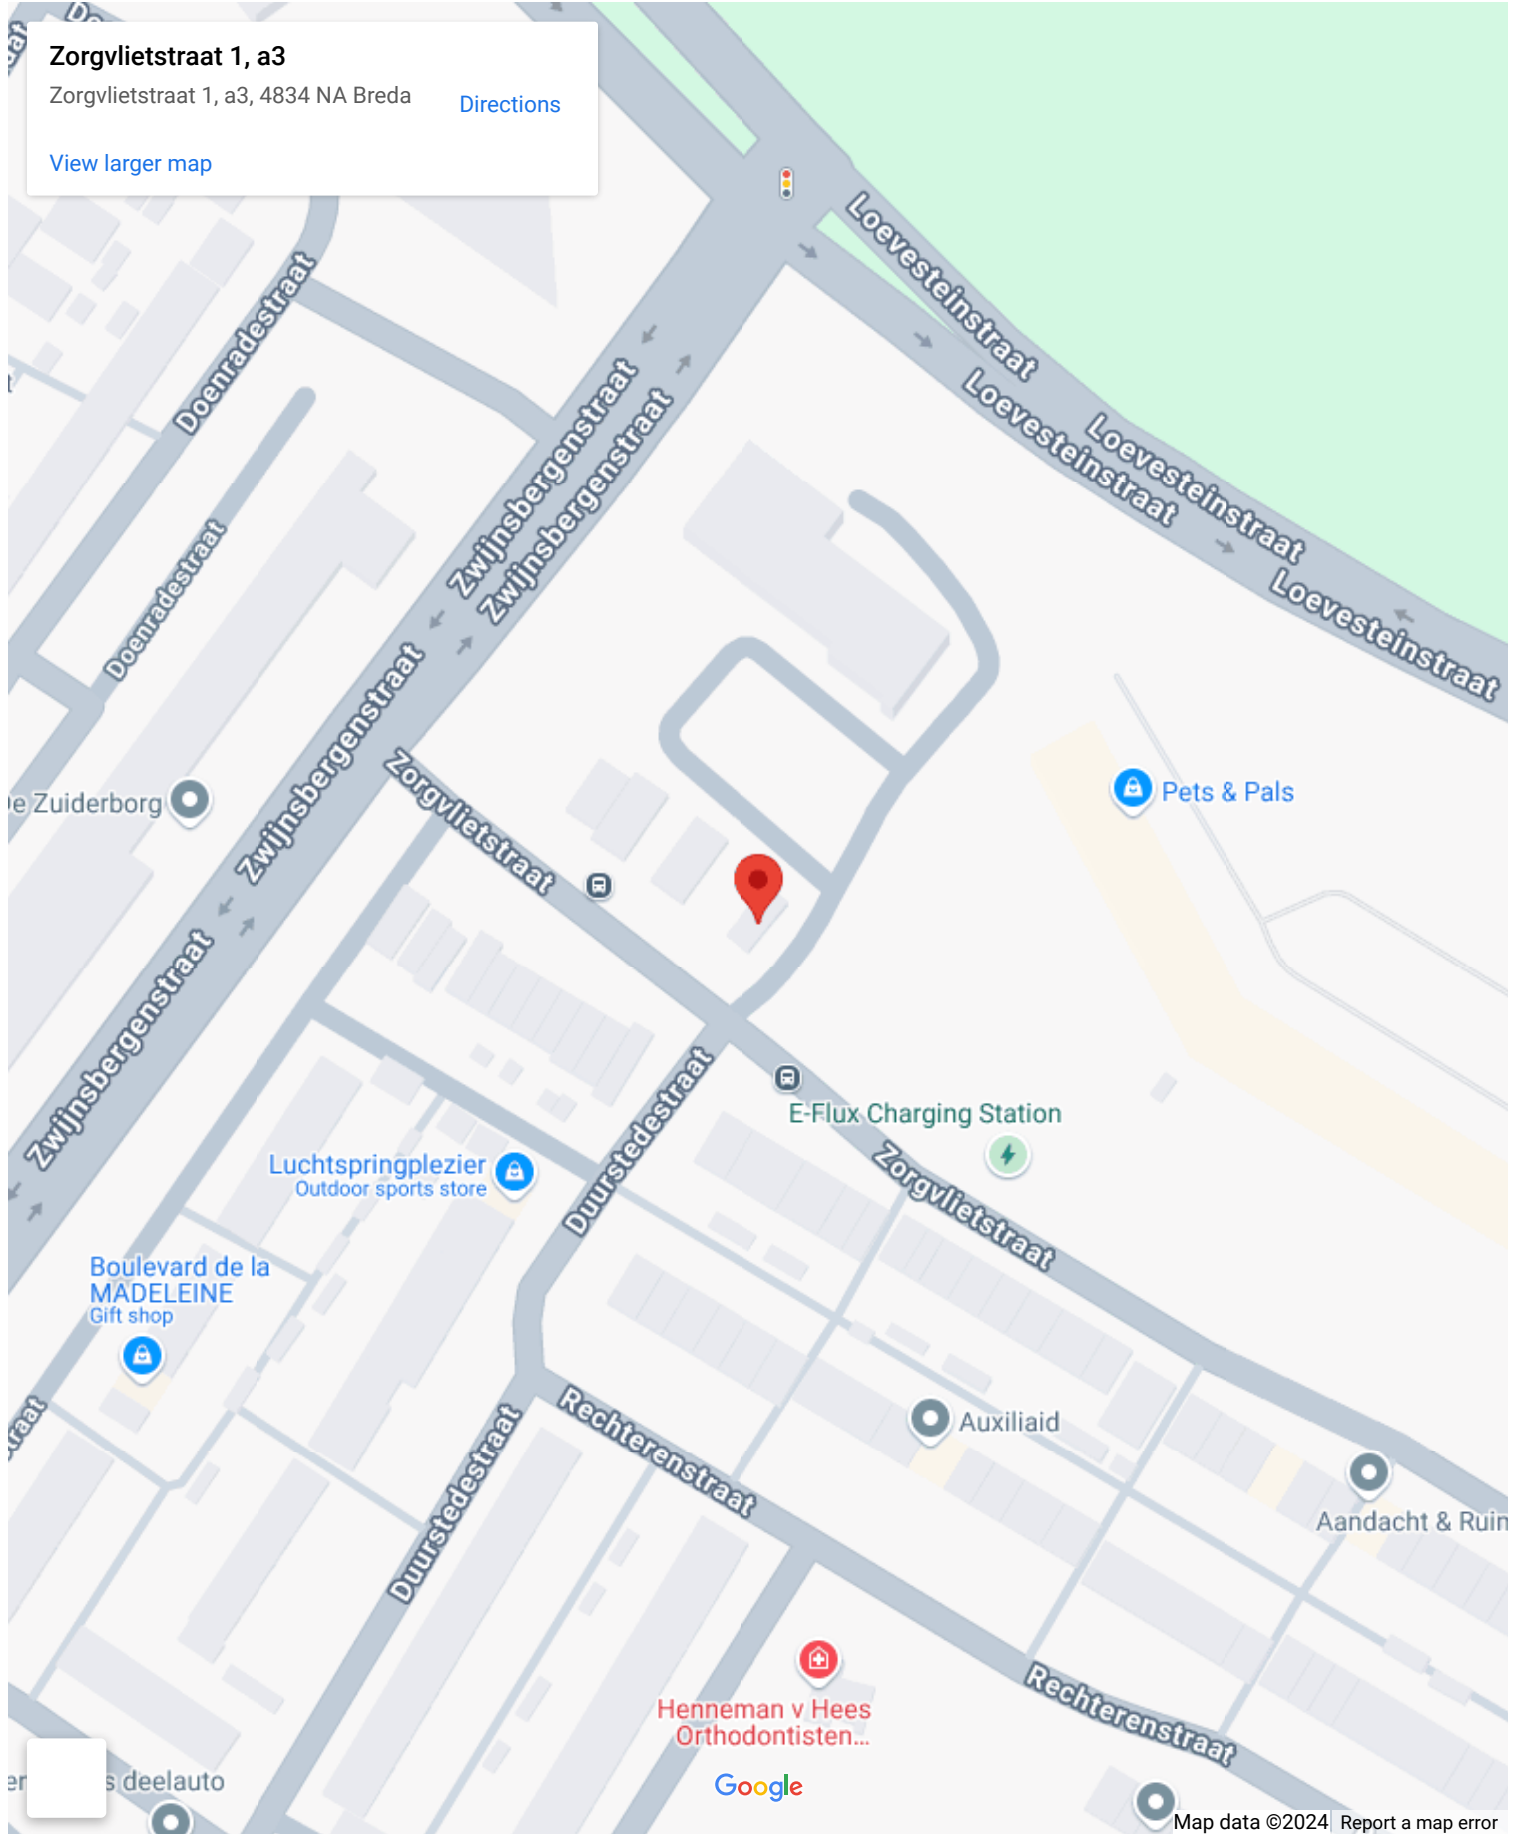 Zorgvlietstraat 1, a3
Zorgvlietstraat 1, a3, 4834 NA Breda
Directions
View larger map
Loevesteinstraat
Doenradestraat
Zwijnsbergenstraat
Zwijnsbergenstraat
Loevesteinstraat
Loevesteinstraat
Doenradestraat
Loevesteinstraat
Zwijnsbergenstraat
Zorgvlietstraat
Pets & Pals
De Zuiderborg
Zwijnsbergenstraat
Duurstedestraat
E-Flux Charging Station
Zorgvlietstraat
Luchtspringplezier
Outdoor sports store
Boulevard de la
MADELEINE
Gift shop
Rechterenstraat
Auxiliaid
traat
Duurstedestraat
Aandacht & Ruin
Henneman v Hees
Orthodontisten...
Rechterenstraat
s deelauto
Google
Map data ©2024
Report a map error